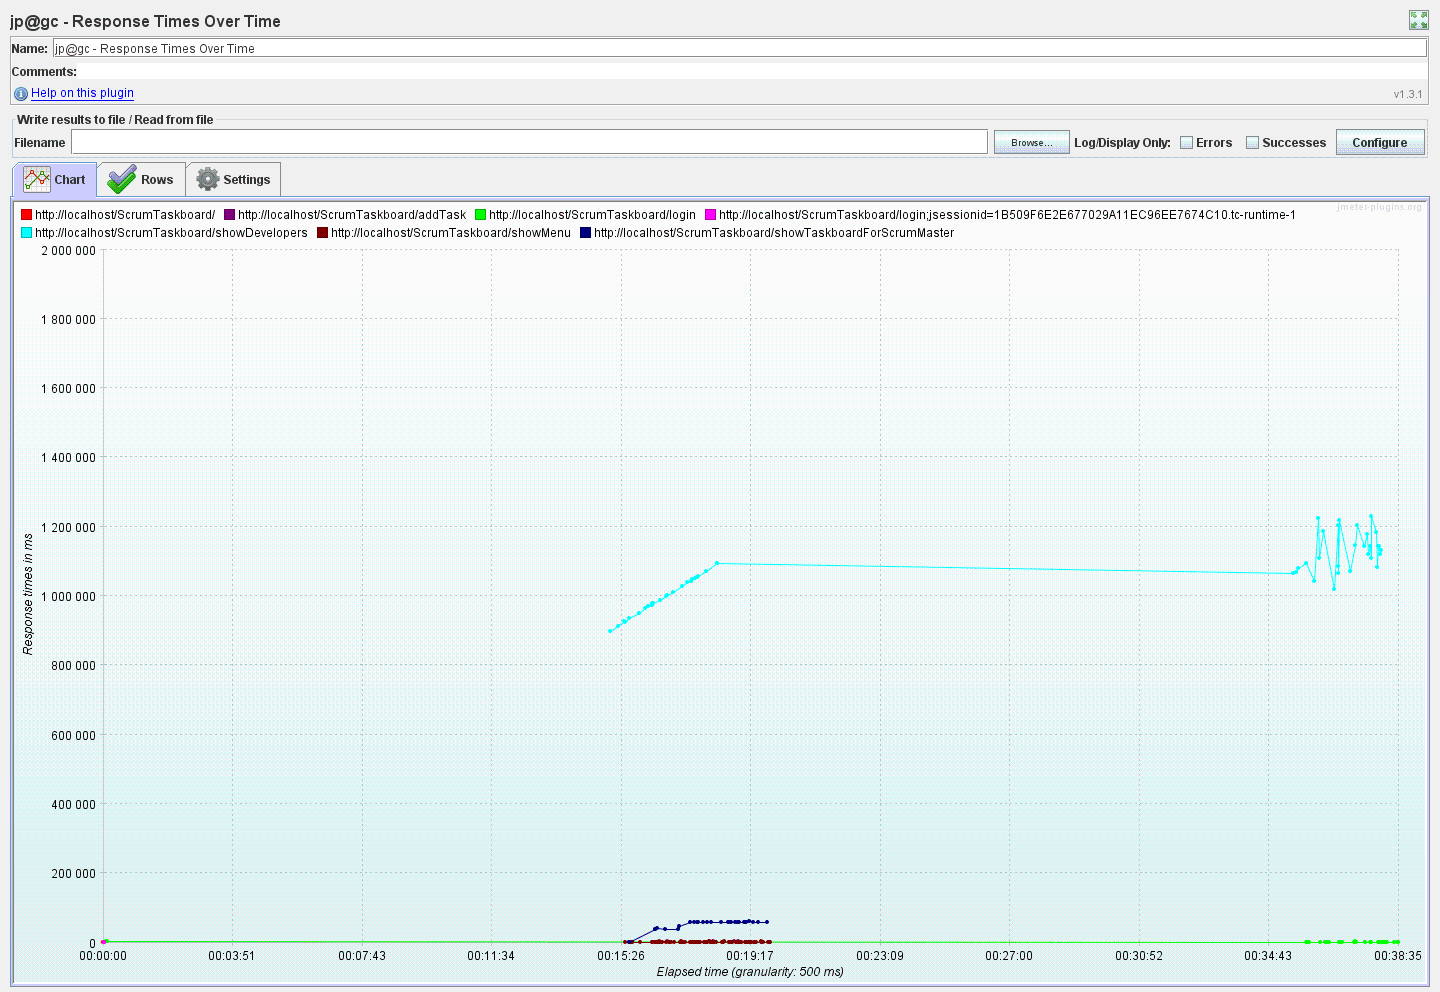 jp@gc - Response Times Over Time
Name: jp@gc - Response Times Over Time
Comments:
Help on this plugin
v1.3.1
Write results to file / Read from file
Filename Browse... Log/Display Only: Errors Successes Configure
Chart Rows Settings
jmeter-plugins.org
http://localhost/ScrumTaskboard/ http://localhost/ScrumTaskboard/addTask http://localhost/ScrumTaskboard/login http://localhost/ScrumTaskboard/login;jsessionid=1B509F6E2E677029A11EC96EE7674C10.tc-runtime-1
http://localhost/ScrumTaskboard/showDevelopers http://localhost/ScrumTaskboard/showMenu http://localhost/ScrumTaskboard/showTaskboardForScrumMaster
2 000 000
1 800 000
1 600 000
1 400 000
1 200 000
1 000 000
800 000
600 000
400 000
200 000
0
Response times in ms
00:00:00 00:03:51 00:07:43 00:11:34 00:15:26 00:19:17 00:23:09 00:27:00 00:30:52 00:34:43 00:38:35
Elapsed time (granularity: 500 ms)